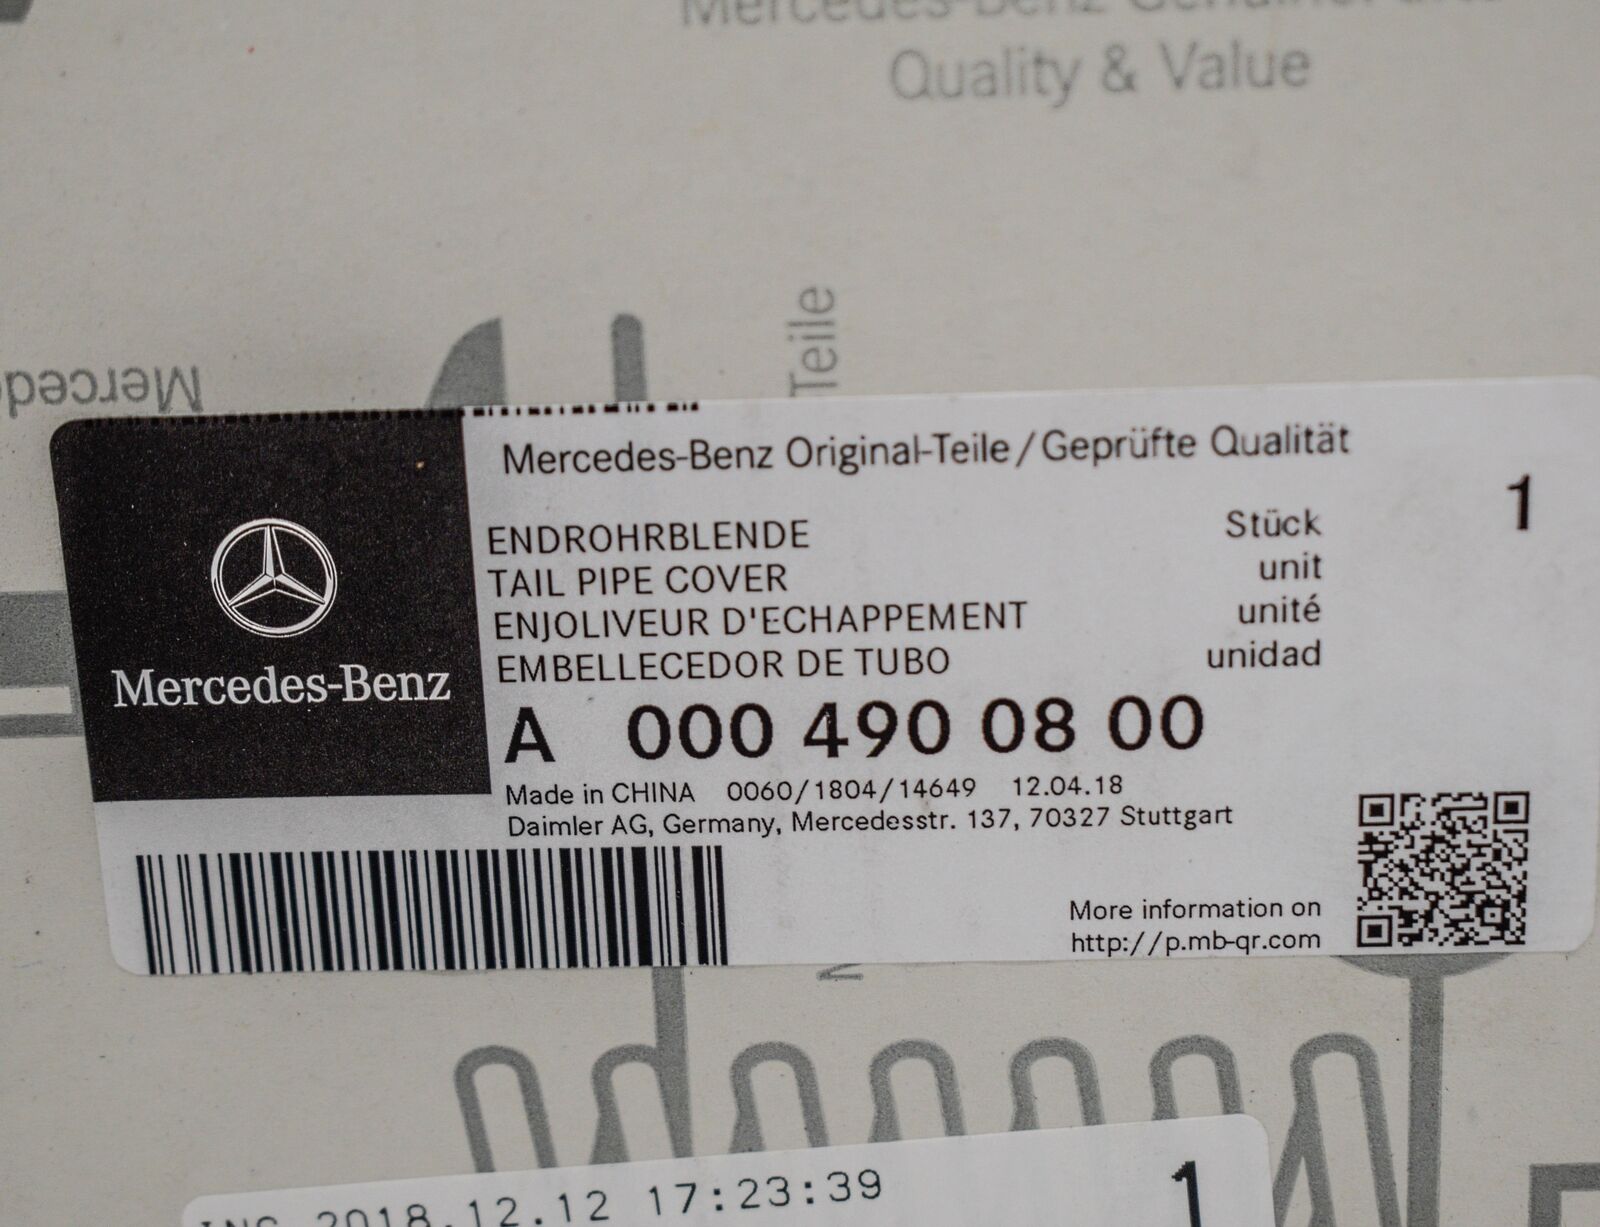 Quality & Value
Teile
Merced
Mercedes-Benz Original-Teile/Geprüfte Qualität
ENDROHRBLENDE Stück 1
TAIL PIPE COVER unit
ENJOLIVEUR D'ECHAPPEMENT unité
EMBELLECEDOR DE TUBO unidad
Mercedes-Benz
A 000 490 08 00
Made in CHINA 0060/1804/14649 12.04.18
Daimler AG, Germany, Mercedesstr. 137, 70327 Stuttgart
More information on
http://p.mb-qr.com
2018.12.12 17:23:39 1